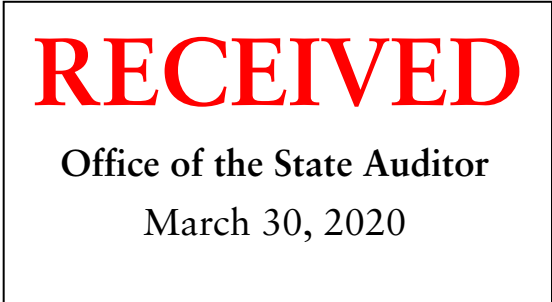 RECEIVED
Office of the State Auditor
March 30, 2020